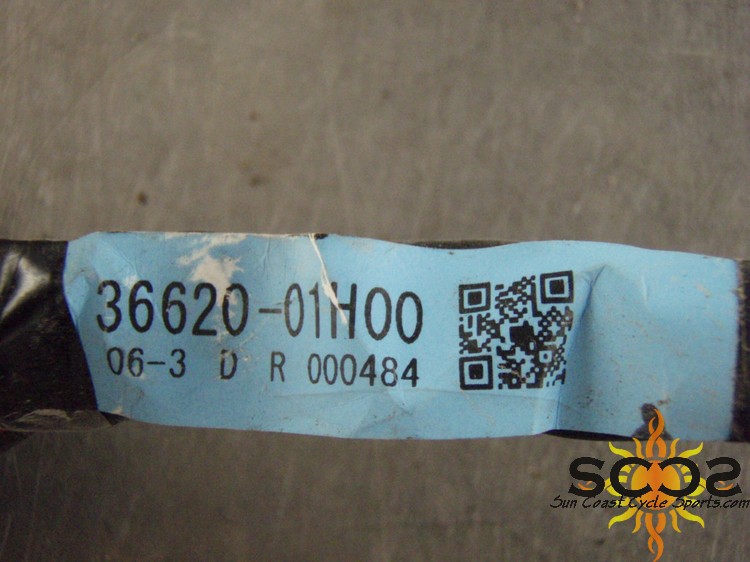 36620-01H00
06-3 D R 000484
SCCS
Sun Coast Cycle Sports.com